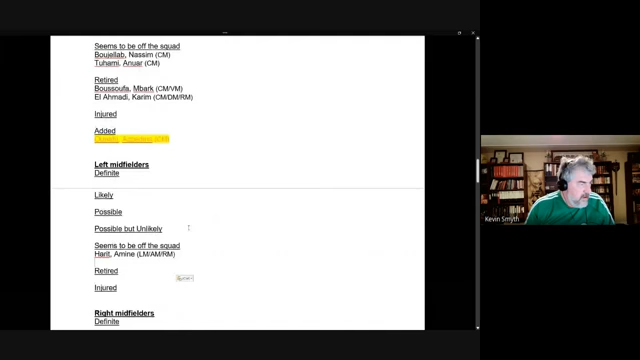 Seems to be off the squad
Boujellab, Nassim (CM)
Tuhami, Anuar (CM)
Retired
Boussoufa, Mbark (CM/VM)
El Ahmadi, Karim (CM/DM/RM)
Injured
Added
Left midfielders
Definite
Likely
Possible
Possible but Unlikely
Seems to be off the squad
Harit, Amine (LM/AM/RM)
Retired
Injured
Right midfielders
Definite
Kevin Smyth